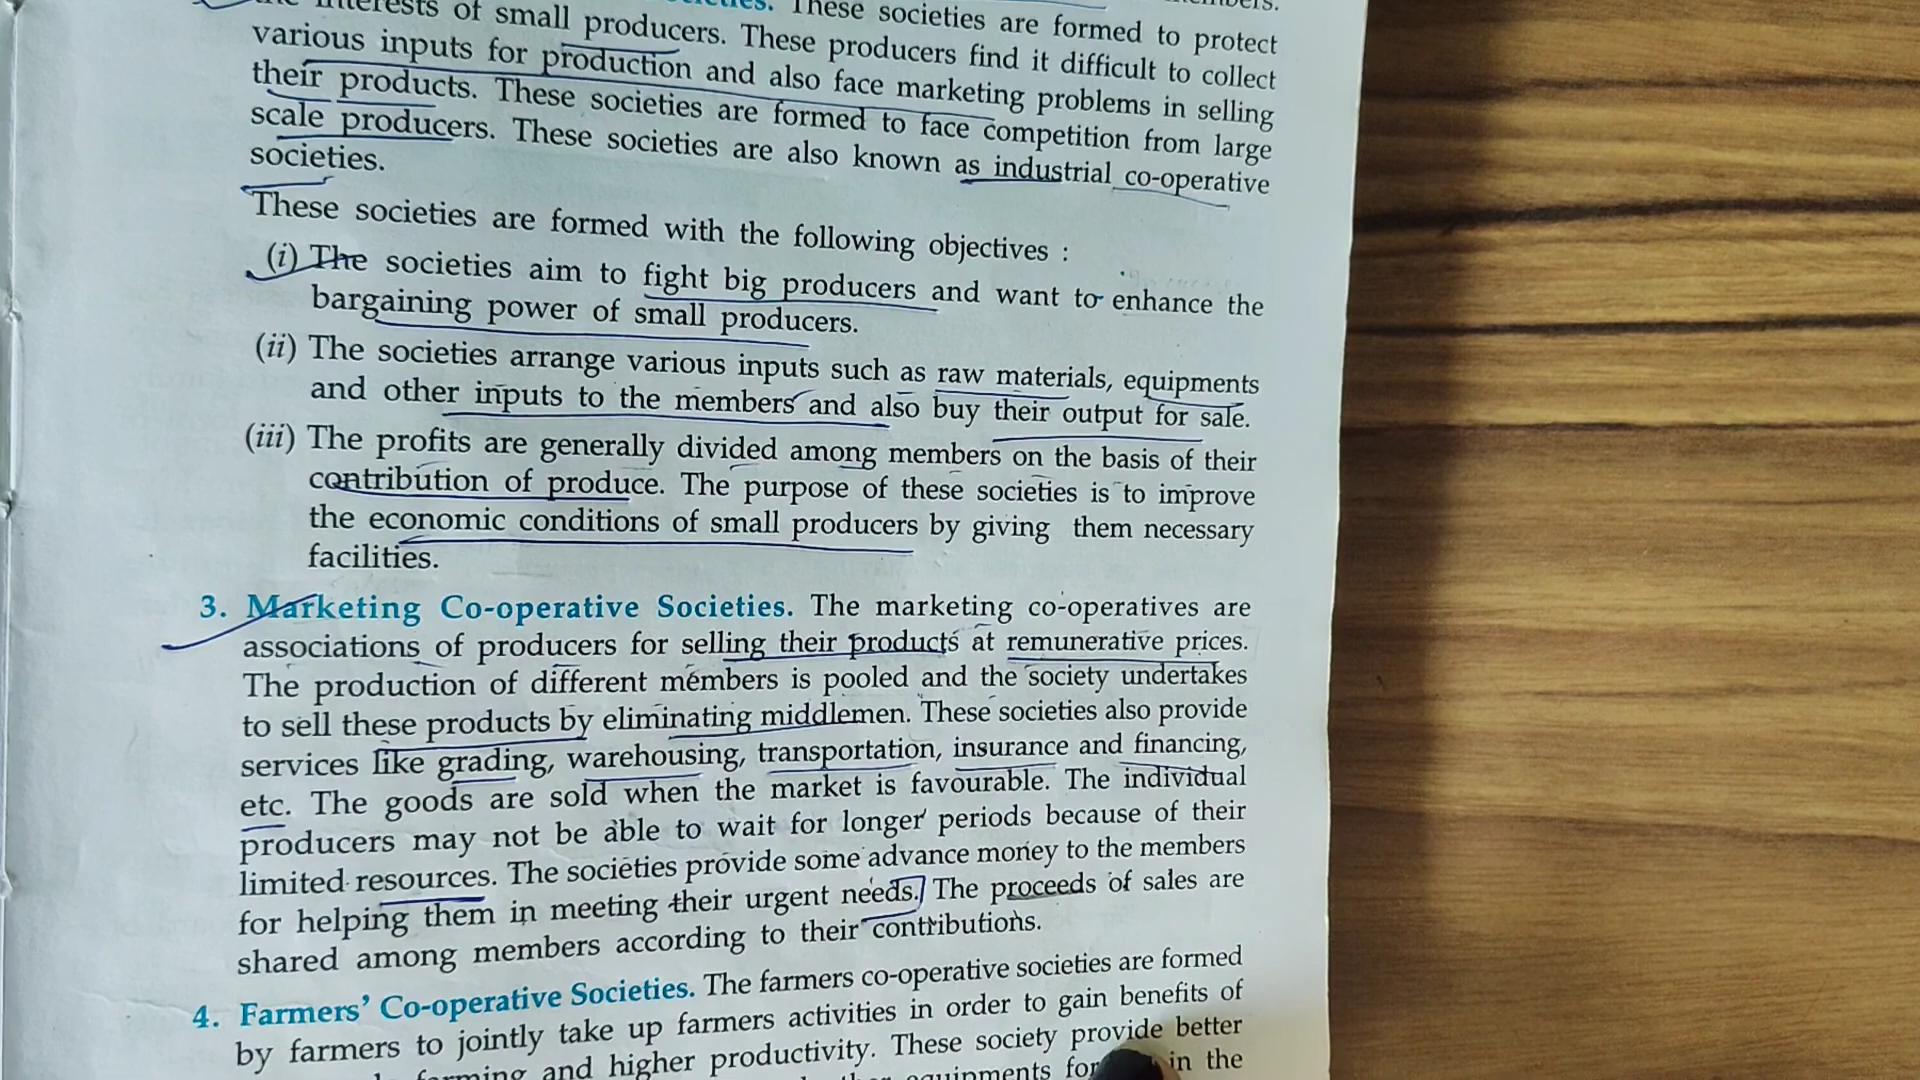 interests of small producers. These societies are formed to protect
various inputs for production and also face marketing problems in selling
These producers find it difficult to collect
their products. These societies are formed to face competition from large
scale producers. These societies are also known as industrial co-operative
societies.
These societies are formed with the following objectives :
(i) The societies aim to fight big producers and want to enhance the
bargaining power of small producers.
(ii) The societies arrange various inputs such as raw materials, equipments
and other inputs to the members and also buy their output for sale.
(iii) The profits are generally divided among members on the basis of their
contribution of produce. The purpose of these societies is to improve
the economic conditions of small producers by giving them necessary
facilities.
3. Marketing Co-operative Societies. The marketing co-operatives are
associations of producers for selling their products at remunerative prices.
The production of different members is pooled and the society undertakes
to sell these products by eliminating middlemen. These societies also provide
services like grading, warehousing, transportation, insurance and financing,
etc. The goods are sold when the market is favourable. The individual
producers may not be able to wait for longer periods because of their
limited resources. The societies provide some advance money to the members
for helping them in meeting their urgent needs. The proceeds of sales are
shared among members according to their contributions.
4. Farmers' Co-operative Societies. The farmers co-operative societies are formed
by farmers to jointly take up farmers activities in order to gain benefits of
farming and higher productivity. These society provide better
equipments for in the